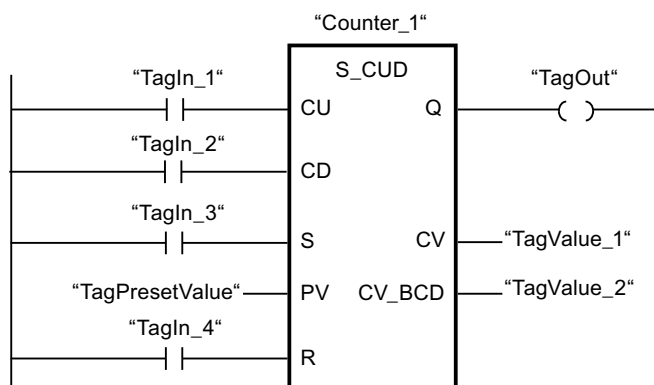 “Counter_1“
S_CUD
“TagIn_1“
“TagOut“
CU
Q
“TagIn_2“
CD
“TagIn_3“
S
CV
“TagValue_1“
“TagPresetValue“
PV
CV_BCD
“TagValue_2“
“TagIn_4“
R